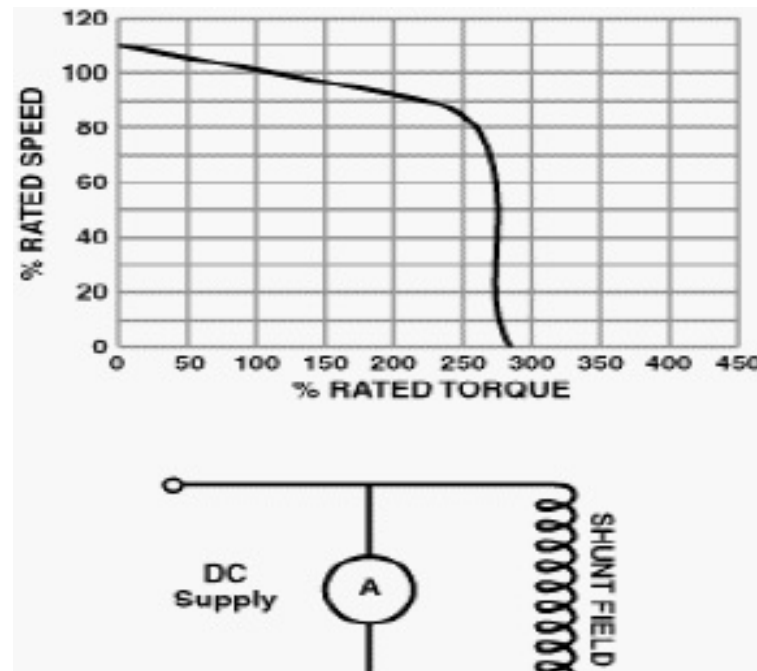 120
100
80
60
40
20
0
% RATED SPEED
0 50 100 150 200 250 300 350 400 450
% RATED TORQUE
DC
Supply
A
SHUNT FIELD